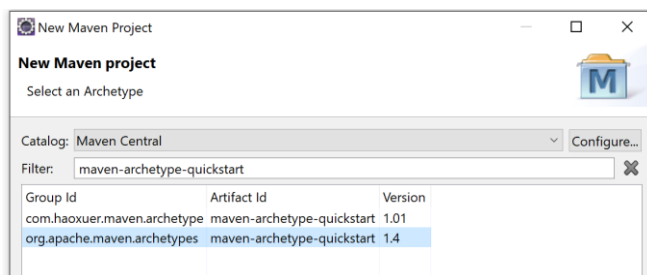 New Maven Project
New Maven project
Select an Archetype
M
Catalog: Maven Central Configure...
Filter: maven-archetype-quickstart
Group Id Artifact Id Version
com.haoxuer.maven.archetype maven-archetype-quickstart 1.01
org.apache.maven.archetypes maven-archetype-quickstart 1.4